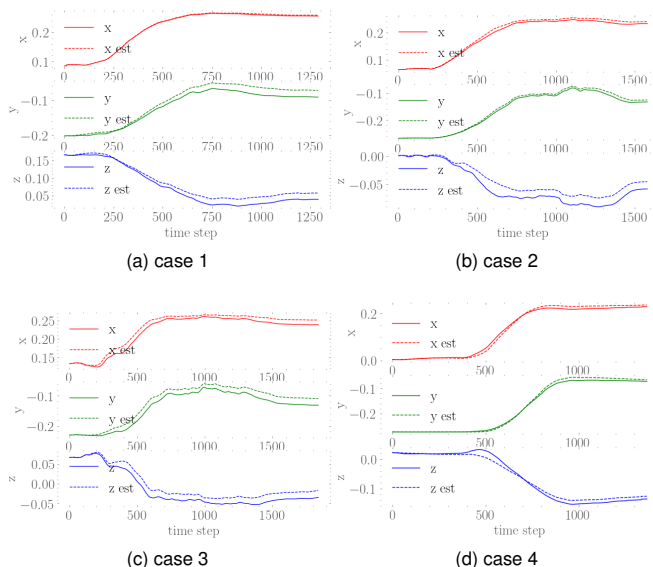 x
0.2
0.1
x
x est
0 250 500 750 1000 1250
y
−0.1
−0.2
y
y est
0 250 500 750 1000 1250
z
0.15
0.10
0.05
z
z est
0 250 500 750 1000 1250
time step
(a) case 1
x
0.2
0.1
x
x est
0 500 1000 1500
y
−0.1
−0.2
y
y est
0 500 1000 1500
z
0.00
−0.05
z
z est
0 500 1000 1500
time step
(b) case 2
x
0.25
0.20
0.15
x
x est
0 500 1000 1500
y
−0.1
−0.2
y
y est
0 500 1000 1500
z
0.05
0.00
−0.05
z
z est
0 500 1000 1500
time step
(c) case 3
x
0.2
0.0
x
x est
0 500 1000
y
−0.1
−0.2
y
y est
0 500 1000
z
0.0
−0.1
z
z est
0 500 1000
time step
(d) case 4